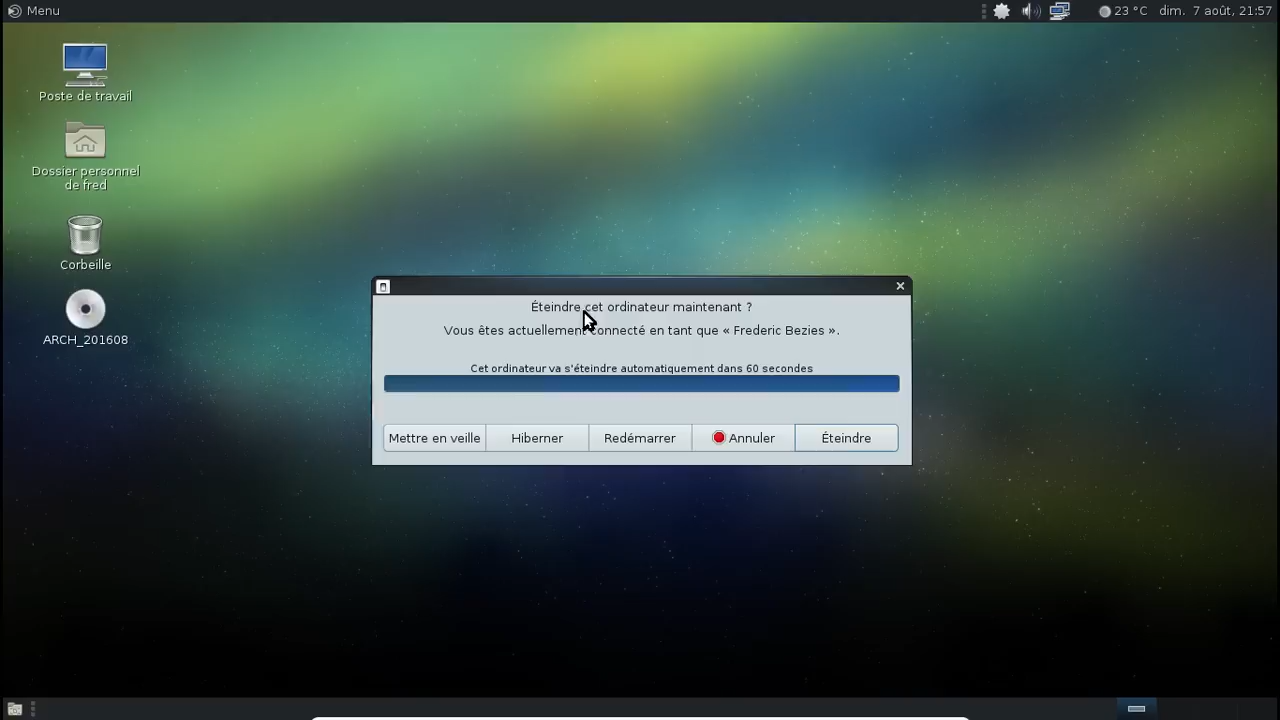 Menu
23 °C
dim. 7 août, 21:57
Poste de travail
Dossier personnel
de fred
Corbeille
ARCH_201608
Éteindre cet ordinateur maintenant ?
Vous êtes actuellement connecté en tant que « Frederic Bezies ».
Cet ordinateur va s'éteindre automatiquement dans 60 secondes
Mettre en veille
Hiberner
Redémarrer
Annuler
Éteindre